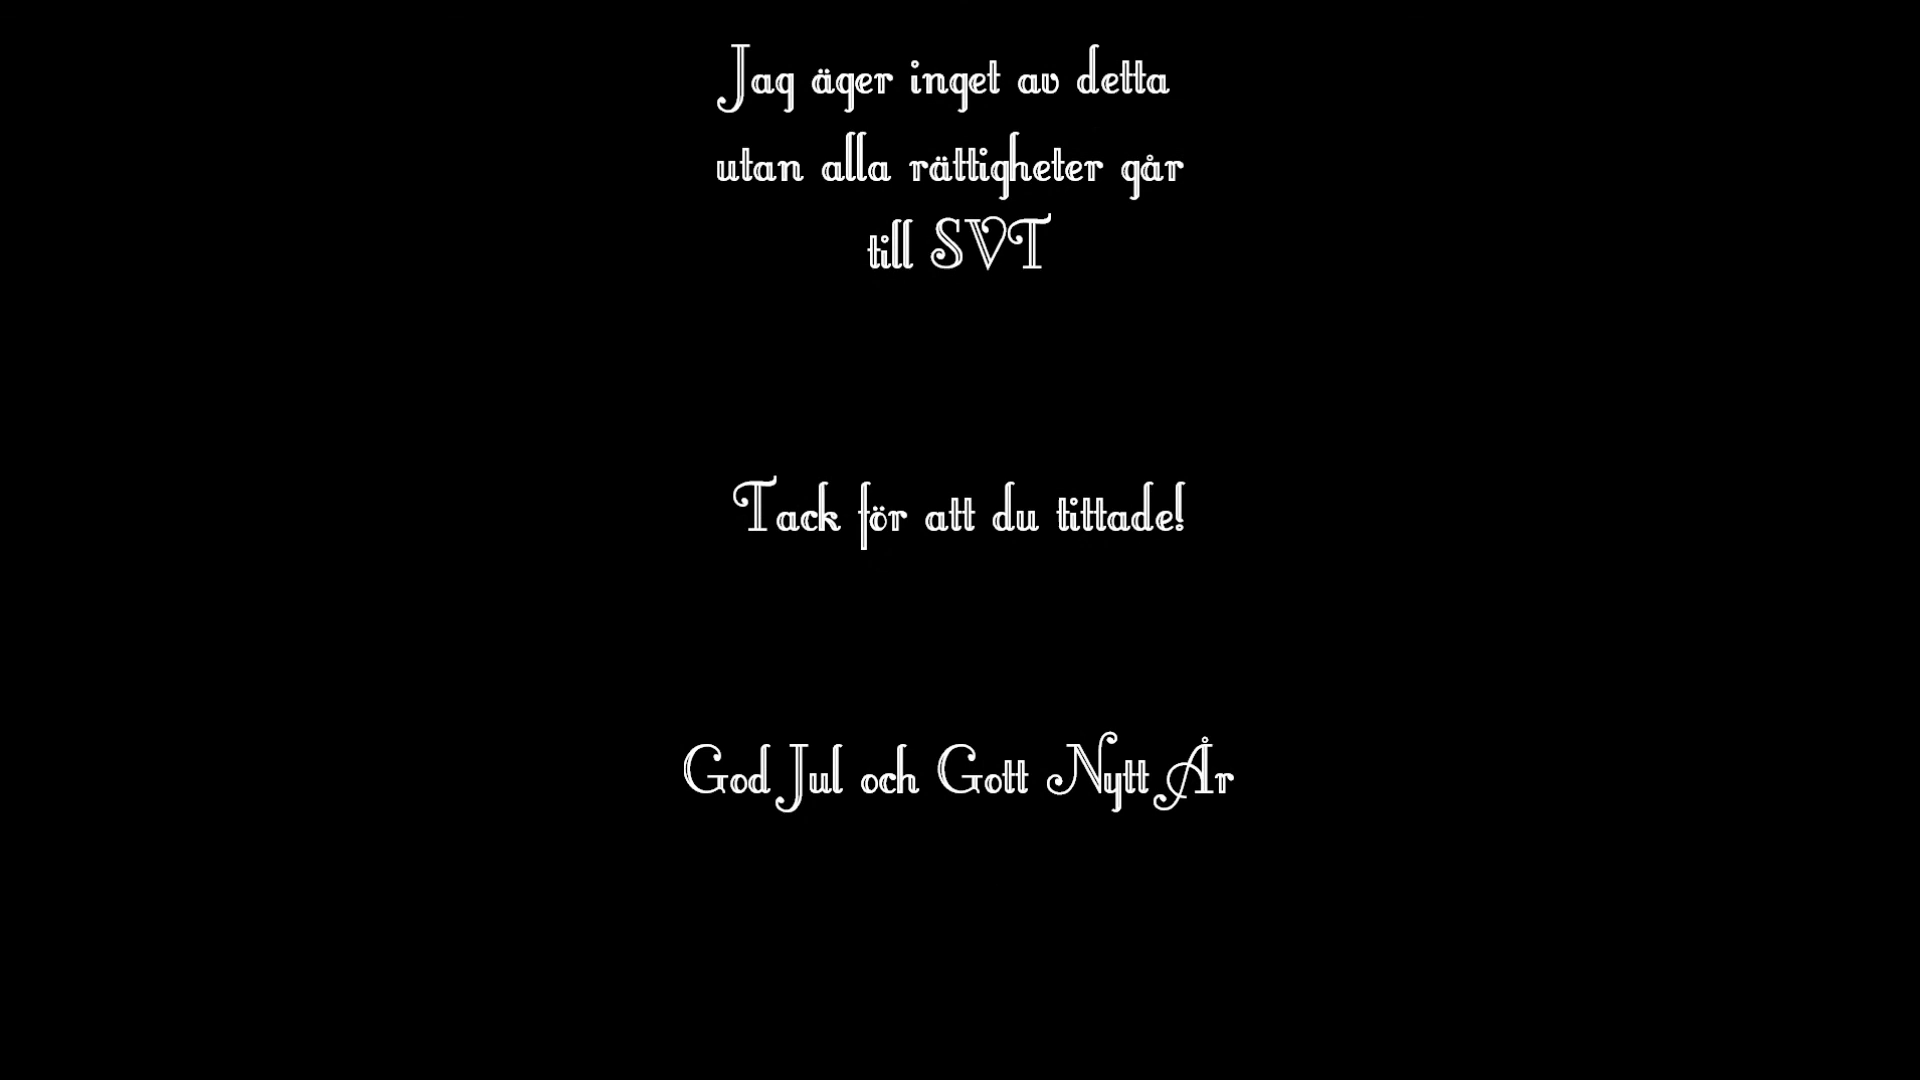 Jag äger inget av detta
utan alla rättigheter går
till SVT
Tack för att du tittade!
God Jul och Gott Nytt År